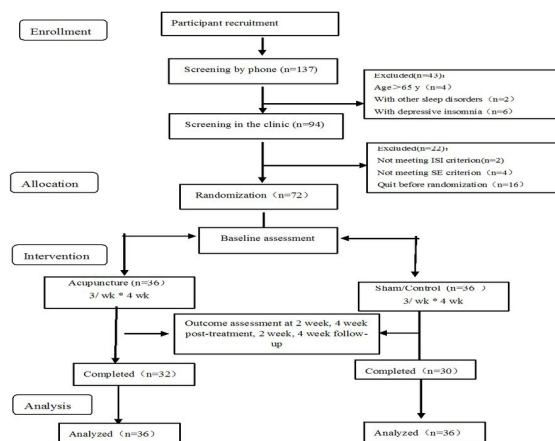 Enrollment
Participant recruitment
Screening by phone (n=137)
Excluded(n=43):
Age＞65 y (n=4)
With other sleep disorders (n=2)
With depressive insomnia (n=6)
Screening in the clinic (n=94)
Excluded(n=22):
Not meeting ISI criterion(n=2)
Not meeting SE criterion (n=4)
Quit before randomization (n=16)
Allocation
Randomization (n=72)
Baseline assessment
Intervention
Acupuncture (n=36)
3/ wk * 4 wk
Sham/Control (n=36 )
3/ wk * 4 wk
Outcome assessment at 2 week, 4 week
post-treatment, 2 week, 4 week follow-
up
Completed (n=32)
Completed (n=30)
Analysis
Analyzed (n=36)
Analyzed (n=36)